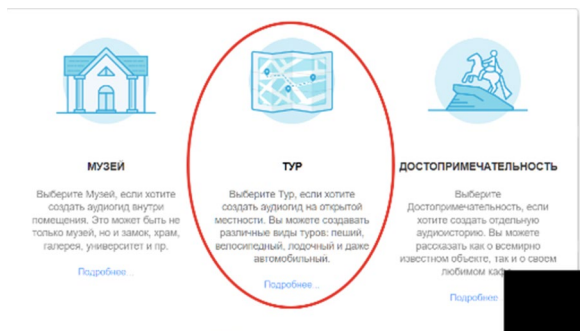 МУЗЕЙ
Выберите Музей, если хотите
создать аудиогид внутри
помещения. Это может быть не
только музей, но и замок, храм,
галерея, университет и пр.
Подробнее...
ТУР
Выберите Тур, если хотите
создать аудиогид на открытой
местности. Вы можете создавать
различные виды туров: пеший,
велосипедный, лодочный и даже
автомобильный.
Подробнее...
ДОСТОПРИМЕЧАТЕЛЬНОСТЬ
Выберите
Достопримечательность, если
хотите создать отдельную
аудиоисторию. Вы можете
рассказать как о всемирно
известном объекте, так и о своем
любимом кафе
Подробнее